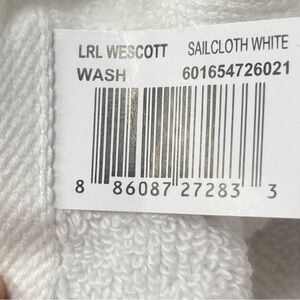 LRL WESCOTT SAILCLOTH WHITE
WASH 601654726021
8 86087 27283 3